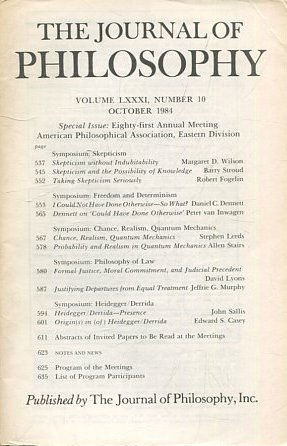 THE JOURNAL OF
PHILOSOPHY
VOLUME LXXXI, NUMBER 10
OCTOBER 1984
Special Issue: Eighty-first Annual Meeting
American Philosophical Association, Eastern Division
page
Symposium: Skepticism
537 Skepticism without Indubitability Margaret D. Wilson
545 Skepticism and the Possibility of Knowledge Barry Stroud
552 Taking Skepticism Seriously Robert Fogelin
Symposium: Freedom and Determinism
553 I Could Not Have Done Otherwise—So What? Daniel C. Dennett
565 Dennett on 'Could Have Done Otherwise' Peter van Inwagen
Symposium: Chance, Realism, Quantum Mechanics
567 Chance, Realism, Quantum Mechanics Stephen Leeds
578 Probability and Realism in Quantum Mechanics Allen Stairs
Symposium: Philosophy of Law
580 Formal Justice, Moral Commitment, and Judicial Precedent
David Lyons
587 Justifying Departures from Equal Treatment Jeffrie G. Murphy
Symposium: Heidegger/Derrida
594 Heidegger/Derrida—Presence John Sallis
601 Origin(s) in (of) Heidegger/Derrida Edward S. Casey
611 Abstracts of Invited Papers to Be Read at the Meetings
623 NOTES AND NEWS
625 Program of the Meetings
635 List of Program Participants
Published by The Journal of Philosophy, Inc.